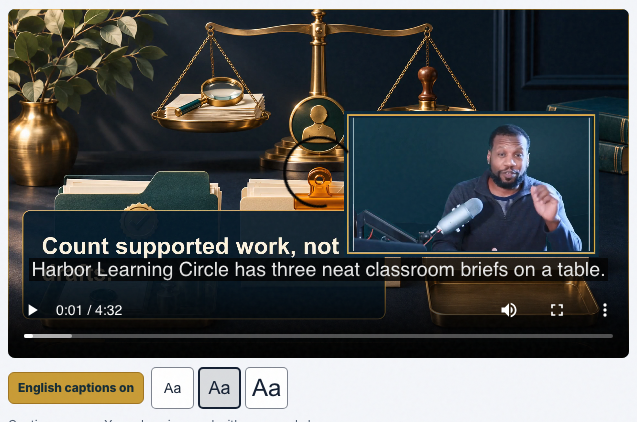 Count supported work, not
Harbor Learning Circle has three neat classroom briefs on a table.
0:01 / 4:32
English captions on
Aa
Aa
Aa